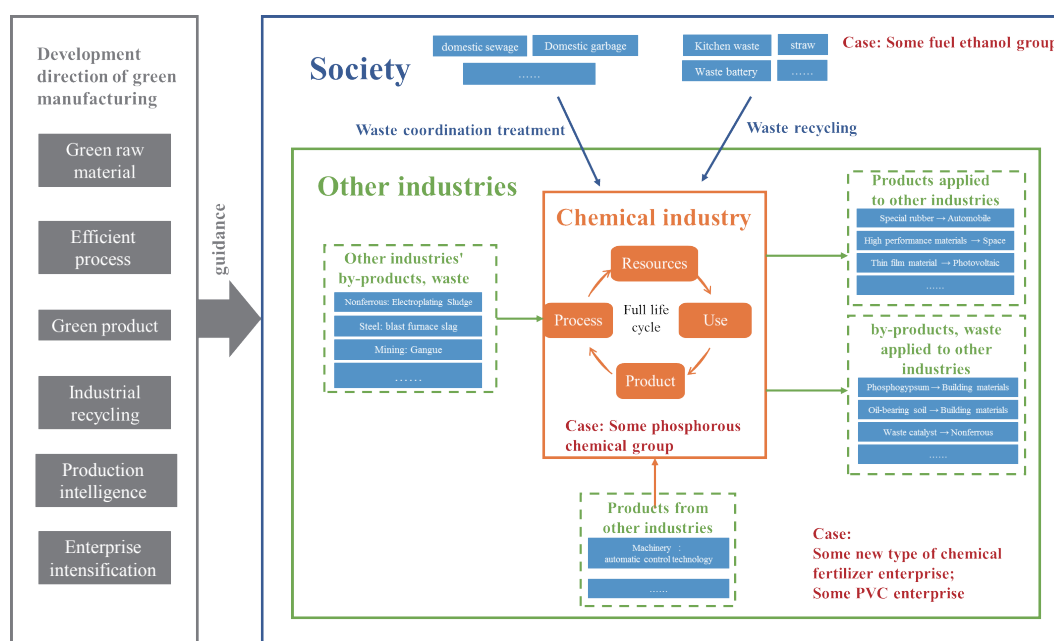 Development
direction of green
manufacturing
Green raw
material
Efficient
process
Green product
Industrial
recycling
Production
intelligence
Enterprise
intensification
guidance
Society
domestic sewage
Domestic garbage
……
Kitchen waste
straw
Waste battery
……
Case: Some fuel ethanol group
Waste coordination treatment
Waste recycling
Other industries
Other industries'
by-products, waste
Nonferrous: Electroplating Sludge
Steel: blast furnace slag
Mining: Gangue
……
Chemical industry
Resources
Process
Full life
cycle
Use
Product
Case: Some phosphorous
chemical group
Products applied
to other industries
Special rubber → Automobile
High performance materials → Space
Thin film material → Photovoltaic
……
by-products, waste
applied to other
industries
Phosphogypsum → Building materials
Oil-bearing soil → Building materials
Waste catalyst → Nonferrous
……
Products from
other industries
Machinery :
automatic control technology
……
Case:
Some new type of chemical
fertilizer enterprise;
Some PVC enterprise